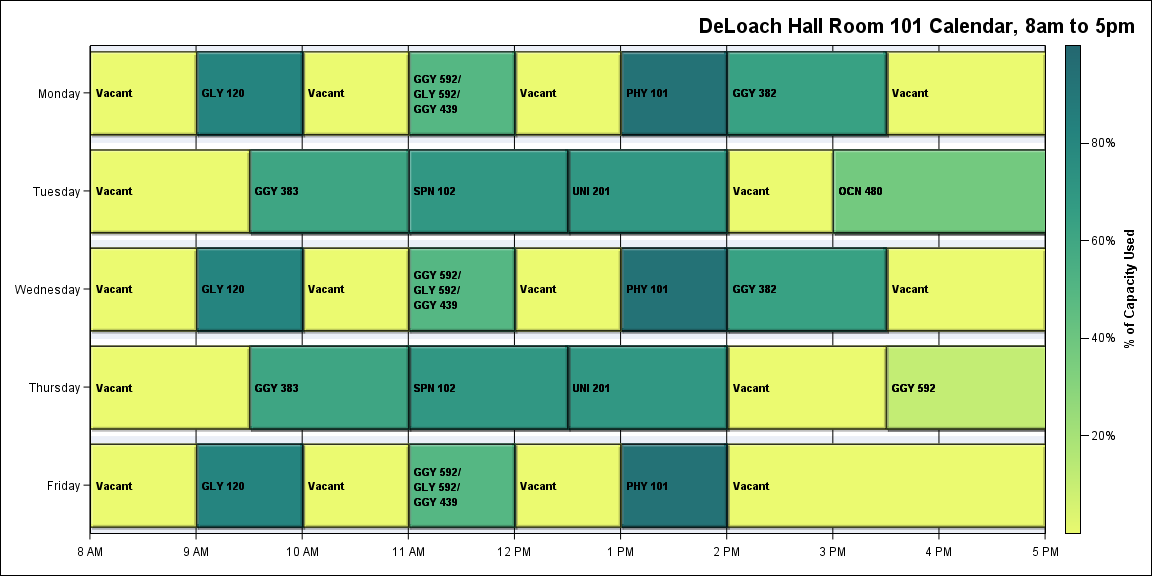 DeLoach Hall Room 101 Calendar, 8am to 5pm
Monday
Vacant
GLY 120
Vacant
GGY 592/
GLY 592/
GGY 439
Vacant
PHY 101
GGY 382
Vacant
Tuesday
Vacant
GGY 383
SPN 102
UNI 201
Vacant
OCN 480
Wednesday
Vacant
GLY 120
Vacant
GGY 592/
GLY 592/
GGY 439
Vacant
PHY 101
GGY 382
Vacant
Thursday
Vacant
GGY 383
SPN 102
UNI 201
Vacant
GGY 592
Friday
Vacant
GLY 120
Vacant
GGY 592/
GLY 592/
GGY 439
Vacant
PHY 101
Vacant
8 AM
9 AM
10 AM
11 AM
12 PM
1 PM
2 PM
3 PM
4 PM
5 PM
80%
60%
40%
20%
% of Capacity Used